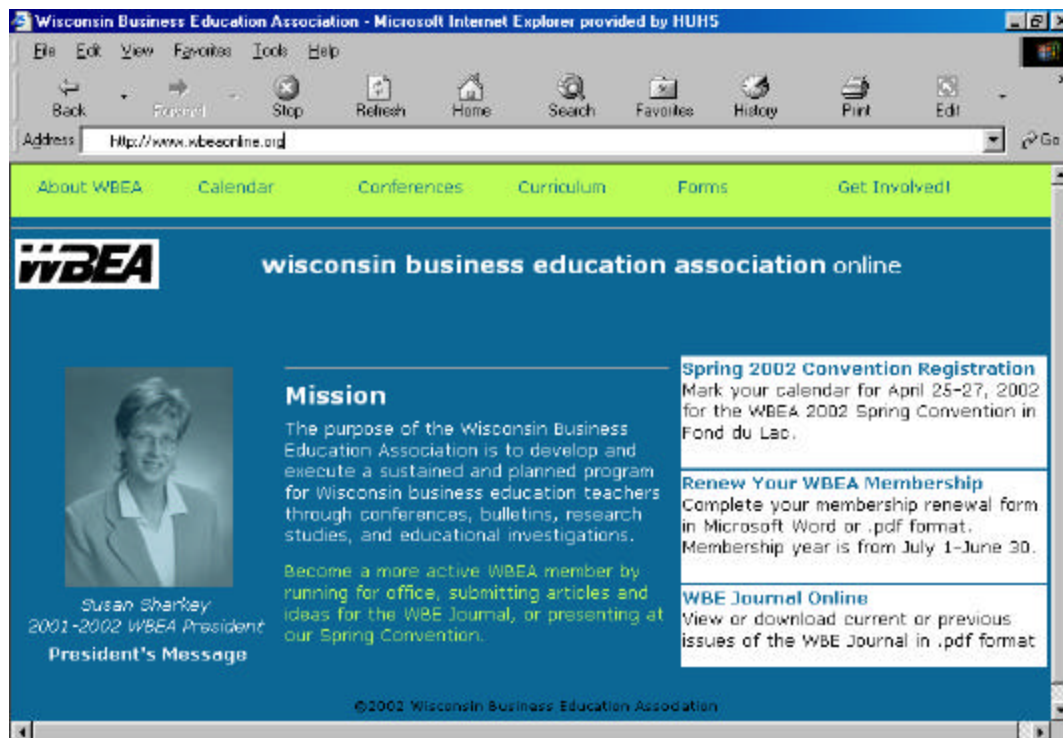 Wisconsin Business Education Association - Microsoft Internet Explorer provided by HUHS
File Edit View Favorites Tools Help
Back Forward Stop Refresh Home Search Favorites History Print Edit
Address http://www.wbeaonline.org Go
About WBEA Calendar Conferences Curriculum Forms Get Involved!
WBEA
wisconsin business education association online
Susan Sharkey
2001-2002 WBEA President
President's Message
Mission
The purpose of the Wisconsin Business
Education Association is to develop and
execute a sustained and planned program
for Wisconsin business education teachers
through conferences, bulletins, research
studies, and educational investigations.
Become a more active WBEA member by
running for office, submitting articles and
ideas for the WBE Journal, or presenting at
our Spring Convention.
Spring 2002 Convention Registration
Mark your calendar for April 25-27, 2002
for the WBEA 2002 Spring Convention in
Fond du Lac.
Renew Your WBEA Membership
Complete your membership renewal form
in Microsoft Word or .pdf format.
Membership year is from July 1-June 30.
WBE Journal Online
View or download current or previous
issues of the WBE Journal in .pdf format
©2002 Wisconsin Business Education Association